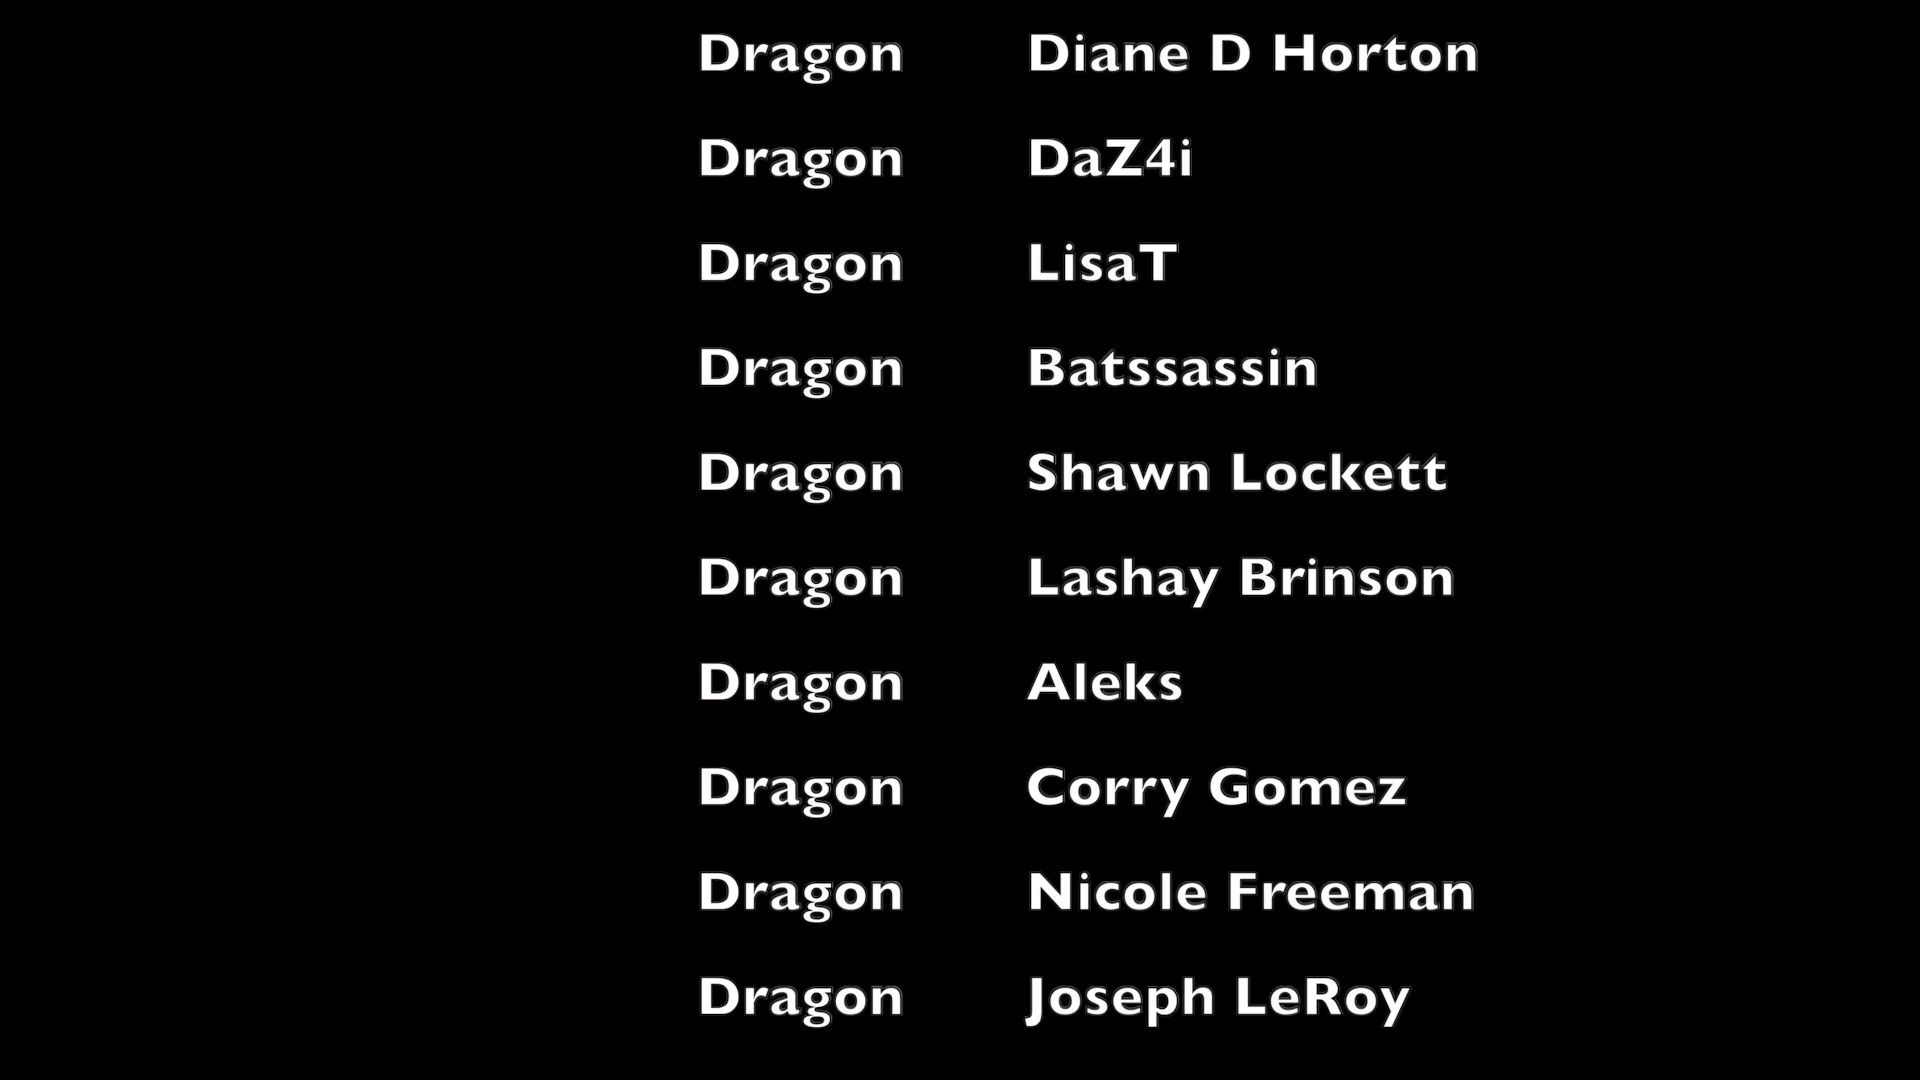 Dragon Diane D Horton
Dragon DaZ4i
Dragon LisaT
Dragon Batssassin
Dragon Shawn Lockett
Dragon Lashay Brinson
Dragon Aleks
Dragon Corry Gomez
Dragon Nicole Freeman
Dragon Joseph LeRoy